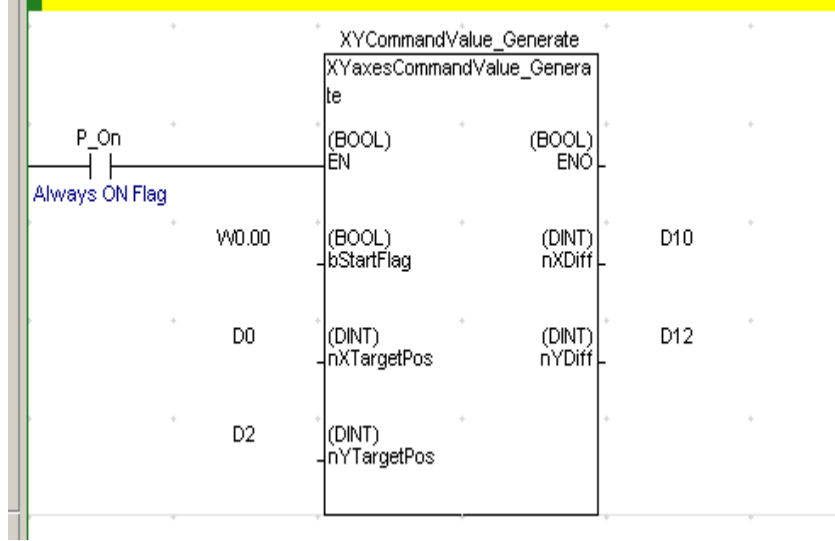 XYCommandValue_Generate
XYaxesCommandValue_Genera
te
P_On
(BOOL)
(BOOL)
EN
ENO
Always ON Flag
W0.00
(BOOL)
(DINT)
D10
bStartFlag
nXDiff
D0
(DINT)
(DINT)
D12
nXTargetPos
nYDiff
D2
(DINT)
nYTargetPos